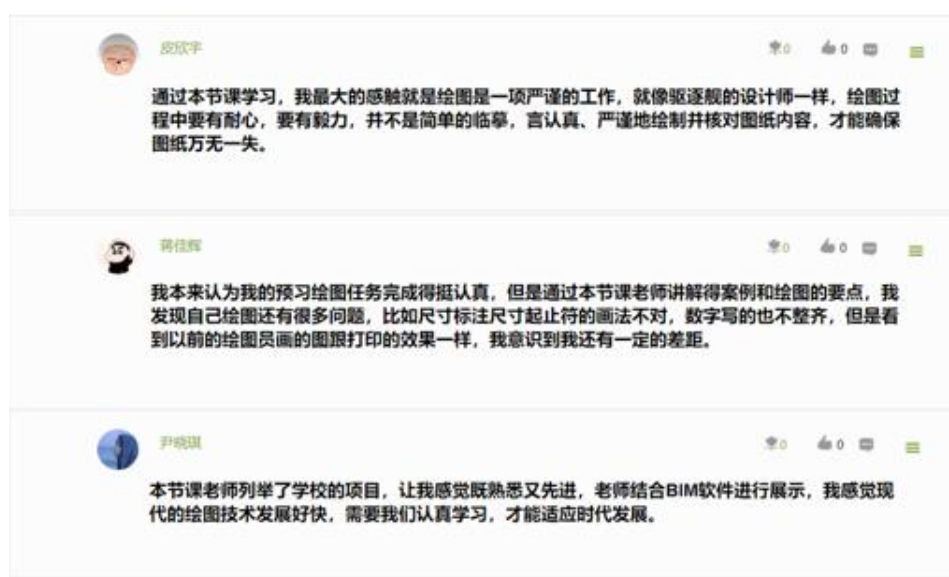 皮欣宇
0 0
通过本节课学习，我最大的感触就是绘图是一项严谨的工作，就像驱逐舰的设计师一样，绘图过
程中要有耐心，要有毅力，并不是简单的临摹，言认真、严谨地绘制并核对图纸内容，才能确保
图纸万无一失。
蒋佳辉
0 0
我本来认为我的预习绘图任务完成得挺认真，但是通过本节课老师讲解得案例和绘图的要点，我
发现自己绘图还有很多问题，比如尺寸标注尺寸起止符的画法不对，数字写的也不整齐，但是看
到以前的绘图员画的图跟打印的效果一样，我意识到我还有一定的差距。
尹晓琪
0 0
本节课老师列举了学校的项目，让我感觉既熟悉又先进，老师结合BIM软件进行展示，我感觉现
代的绘图技术发展好快，需要我们认真学习，才能适应时代发展。